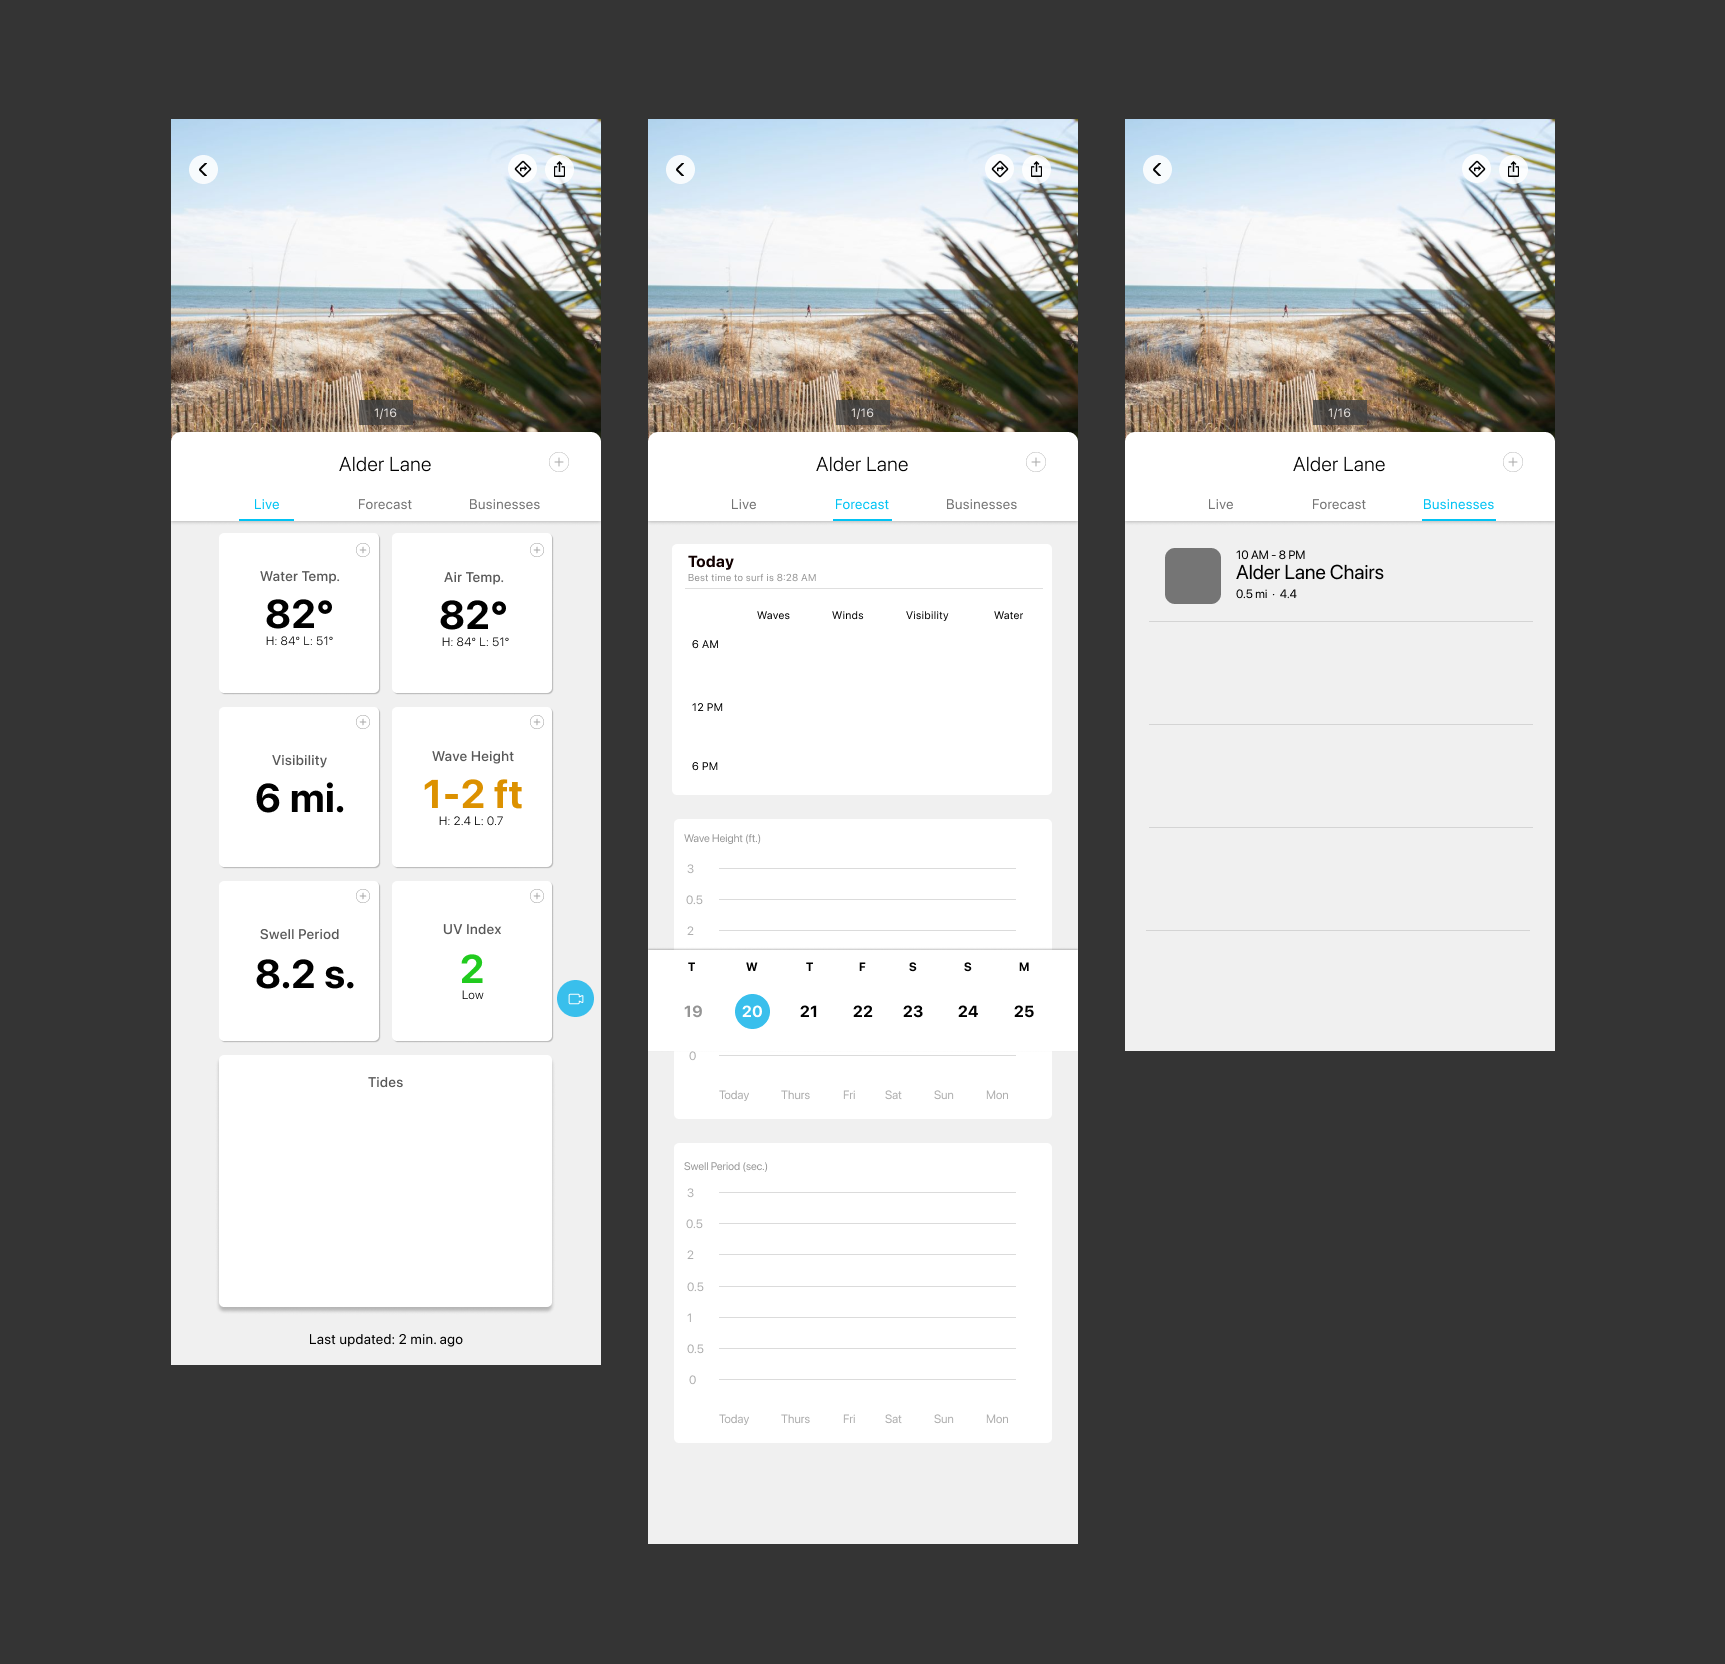 1/16
Alder Lane
Live Forecast Businesses
Water Temp.
82°
H: 84° L: 51°
Air Temp.
82°
H: 84° L: 51°
Visibility
6 mi.
Wave Height
1-2 ft
H: 2.4 L: 0.7
Swell Period
8.2 s.
UV Index
2
Low
Tides
Last updated: 2 min. ago
1/16
Alder Lane
Live Forecast Businesses
Today
Best time to surf is 8:28 AM
Waves Winds Visibility Water
6 AM
12 PM
6 PM
Wave Height (ft.)
3
0.5
2
T W T F S S M
19 20 21 22 23 24 25
0
Today Thurs Fri Sat Sun Mon
Swell Period (sec.)
3
0.5
2
0.5
1
0.5
0
Today Thurs Fri Sat Sun Mon
1/16
Alder Lane
Live Forecast Businesses
10 AM - 8 PM
Alder Lane Chairs
0.5 mi · 4.4